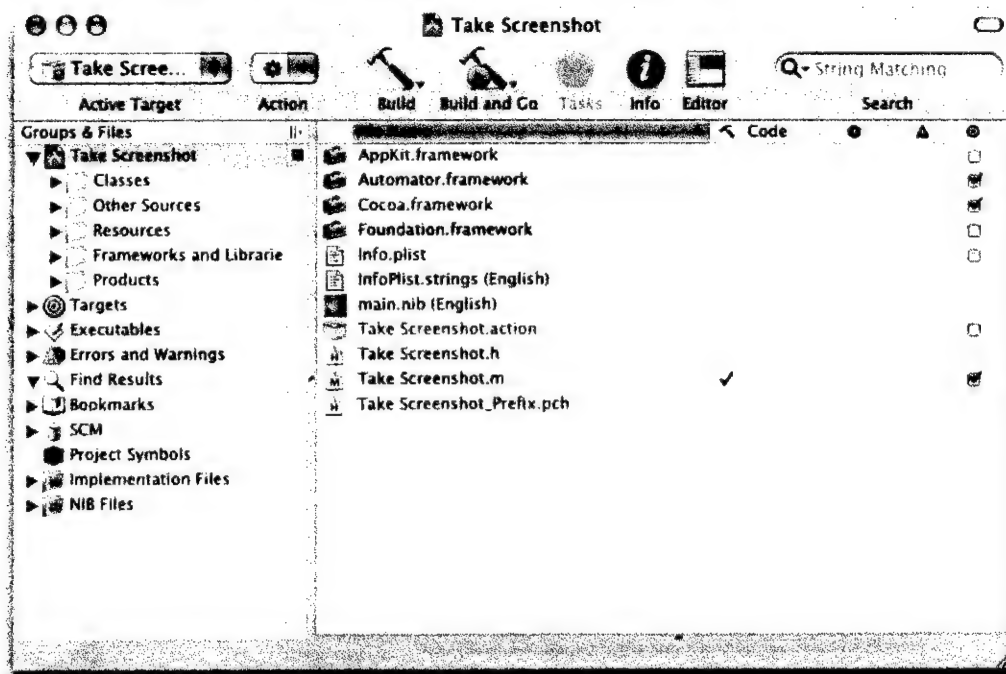 Take Screenshot
Take Scree...
String Matching
Active Target
Action
Build
Build and Go
Tasks
Info
Editor
Search
Groups & Files
Code
Take Screenshot
Classes
Other Sources
Resources
Frameworks and Librarie
Products
Targets
Executables
Errors and Warnings
Find Results
Bookmarks
SCM
Project Symbols
Implementation Files
NIB Files
AppKit.framework
Automator.framework
Cocoa.framework
Foundation.framework
Info.plist
InfoPlist.strings (English)
main.nib (English)
Take Screenshot.action
Take Screenshot.h
Take Screenshot.m
Take Screenshot_Prefix.pch